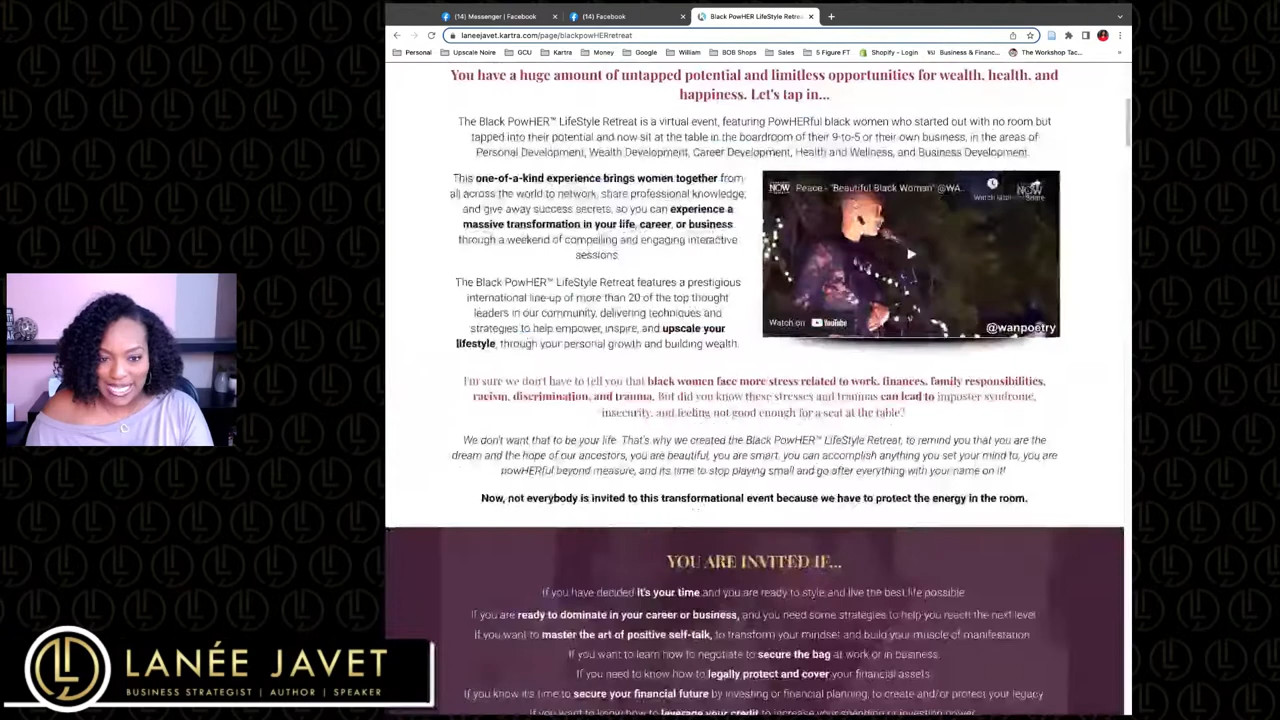 (14) Messenger | Facebook
(14) Facebook
Black PowHER LifeStyle Retrea
laneejavet.kartra.com/page/blackpowHERretreat
Personal
Upscale Noire
GCU
Kartra
Money
Google
William
BOB Shops
Sales
5 Figure FT
Shopify - Login
Business & Financ...
The Workshop Tac...
You have a huge amount of untapped potential and limitless opportunities for wealth, health, and
happiness. Let's tap in...
The Black PowHER™ LifeStyle Retreat is a virtual event, featuring PowHERful black women who started out with no room but
tapped into their potential and now sit at the table in the boardroom of their 9-to-5 or their own business, in the areas of
Personal Development, Wealth Development, Career Development, Health and Wellness, and Business Development.
This one-of-a-kind experience brings women together from
all across the world to network, share professional knowledge,
and give away success secrets, so you can experience a
massive transformation in your life, career, or business
through a weekend of compelling and engaging interactive
sessions.
The Black PowHER™ LifeStyle Retreat features a prestigious
international line-up of more than 20 of the top thought
leaders in our community, delivering techniques and
strategies to help empower, inspire, and upscale your
lifestyle, through your personal growth and building wealth.
NOW
Peace - "Beautiful Black Woman" @WA...
Share
Watch on YouTube
@wanpoetry
I'm sure we don't have to tell you that black women face more stress related to work, finances, family responsibilities,
racism, discrimination, and trauma. But did you know these stresses and traumas can lead to imposter syndrome,
insecurity, and feeling not good enough for a seat at the table?
We don't want that to be your life. That's why we created the Black PowHER™ LifeStyle Retreat, to remind you that you are the
dream and the hope of our ancestors, you are beautiful, you are smart, you can accomplish anything you set your mind to, you are
powHERful beyond measure, and its time to stop playing small and go after everything with your name on it!
Now, not everybody is invited to this transformational event because we have to protect the energy in the room.
YOU ARE INVITED IF...
If you have decided it's your time and you are ready to style and live the best life possible
If you are ready to dominate in your career or business, and you need some strategies to help you reach the next level
If you want to master the art of positive self-talk, to transform your mindset and build your muscle of manifestation
If you want to learn how to negotiate to secure the bag at work or in business.
If you need to know how to legally protect and cover your financial assets
If you know it's time to secure your financial future by investing or financial planning, to create and/or protect your legacy
If you want to know how to leverage your credit to increase your spending or investing power
LANÉE JAVET
BUSINESS STRATEGIST | AUTHOR | SPEAKER